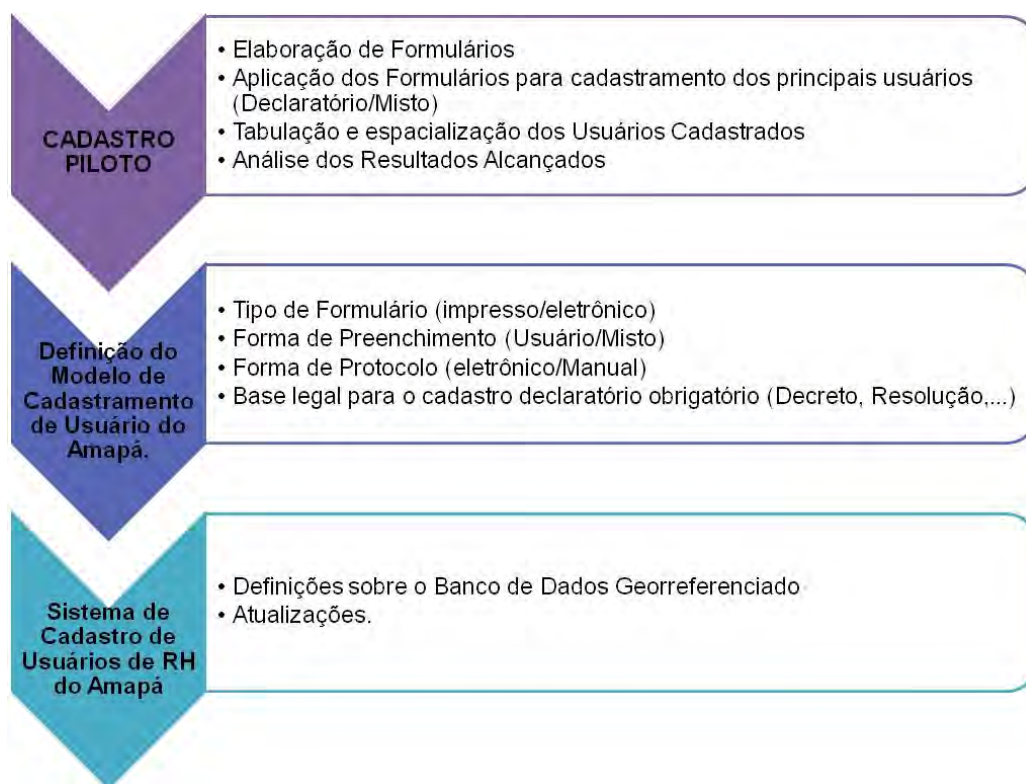 CADASTRO
PILOTO
• Elaboração de Formulários
• Aplicação dos Formulários para cadastramento dos principais usuários
(Declaratório/Misto)
• Tabulação e espacialização dos Usuários Cadastrados
• Análise dos Resultados Alcançados
Definição do
Modelo de
Cadastramento
de Usuário do
Amapá.
• Tipo de Formulário (impresso/eletrônico)
• Forma de Preenchimento (Usuário/Misto)
• Forma de Protocolo (eletrônico/Manual)
• Base legal para o cadastro declaratório obrigatório (Decreto, Resolução,...)
Sistema de
Cadastro de
Usuários de RH
do Amapá
• Definições sobre o Banco de Dados Georreferenciado
• Atualizações.